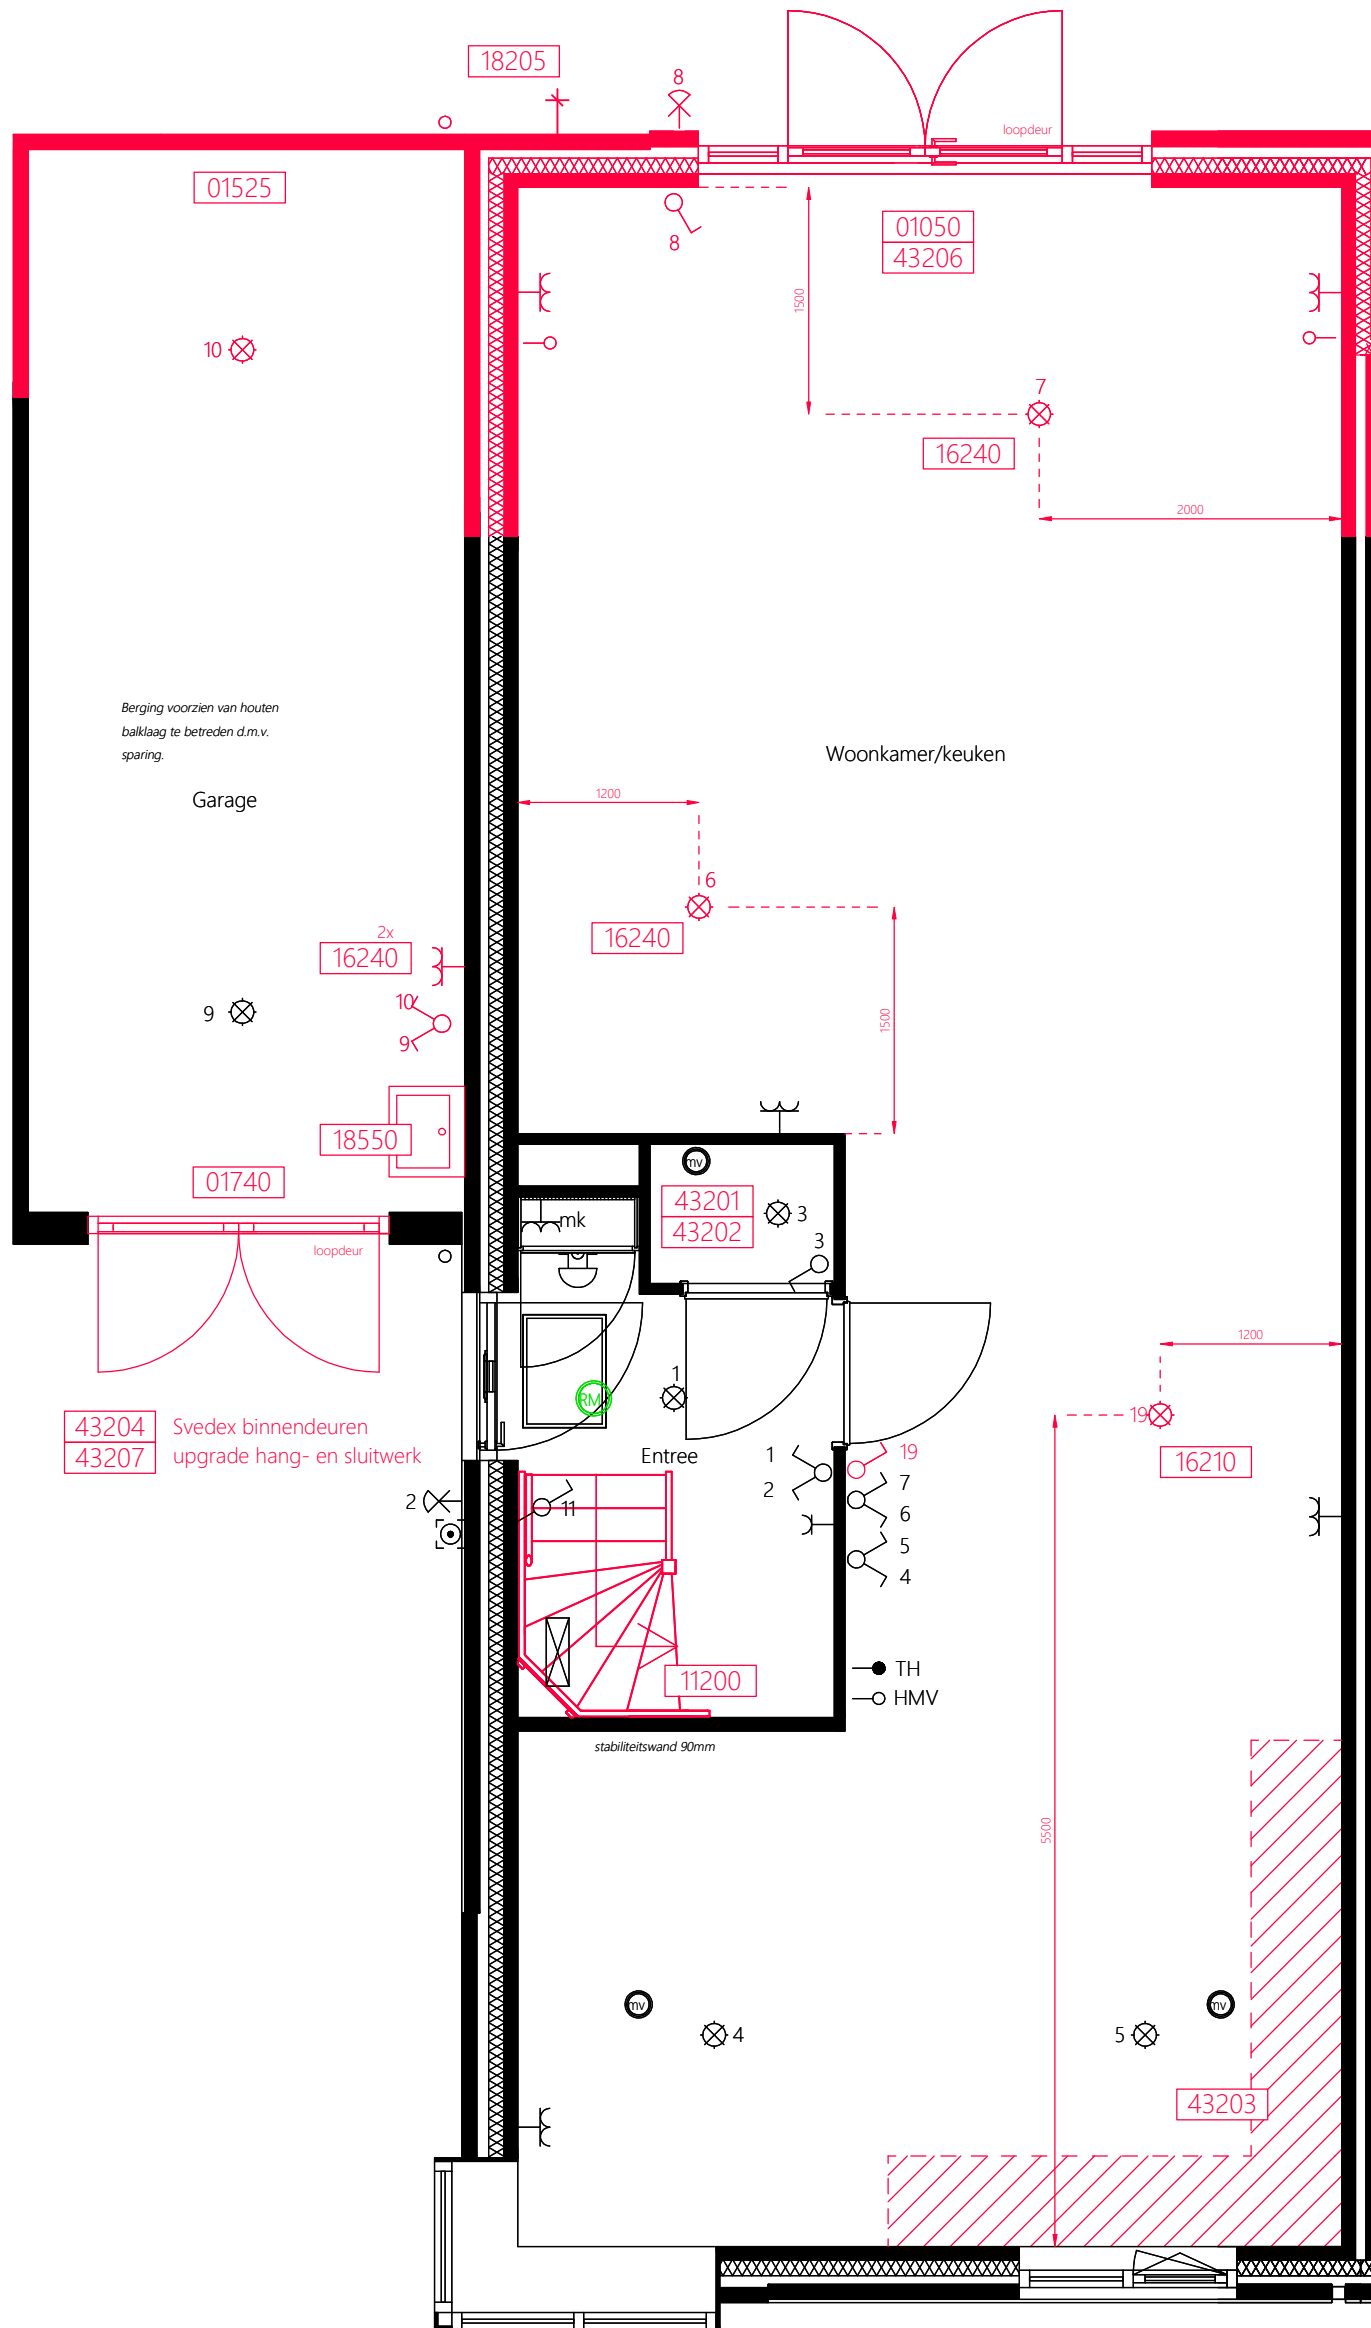 18205
8
loopdeur
01525
01050
43206
8
1500
10
7
16240
2000
Berging voorzien van houten
balklaag te betreden d.m.v.
sparing.
Woonkamer/keuken
Garage
1200
6
16240
2x
16240
10
9
9
1500
18550
01740
mv
43201
43202
3
mk
3
loopdeur
1200
RM
1
19
43204
43207
Svedex binnendeuren
upgrade hang- en sluitwerk
Entree
1
2
19
7
6
5
4
16210
2
11
TH
HMV
11200
stabiliteitswand 90mm
5500
mv
mv
4
5
43203